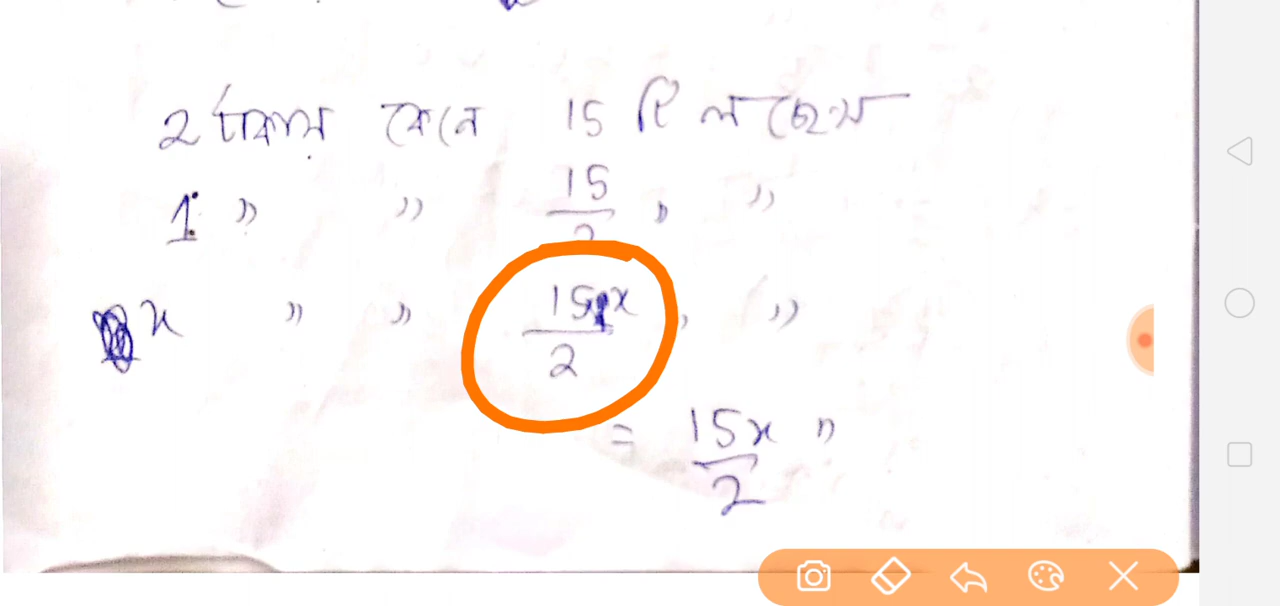 2 টাকায় কেনে 15 টি লজেন্স
1 " " 15/2 " "
x " " 15x/2 " "
= 15x/2 "